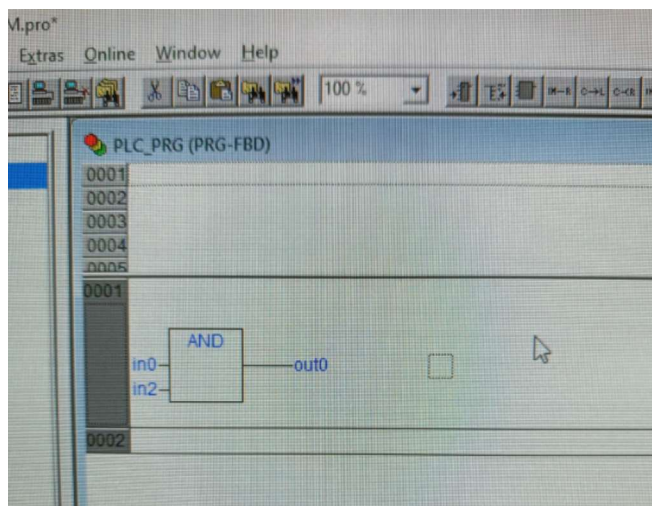 M.pro*
Extras Online Window Help
100 %
PLC_PRG (PRG-FBD)
0001
0002
0003
0004
0005
0001
AND
in0 out0
in2
0002